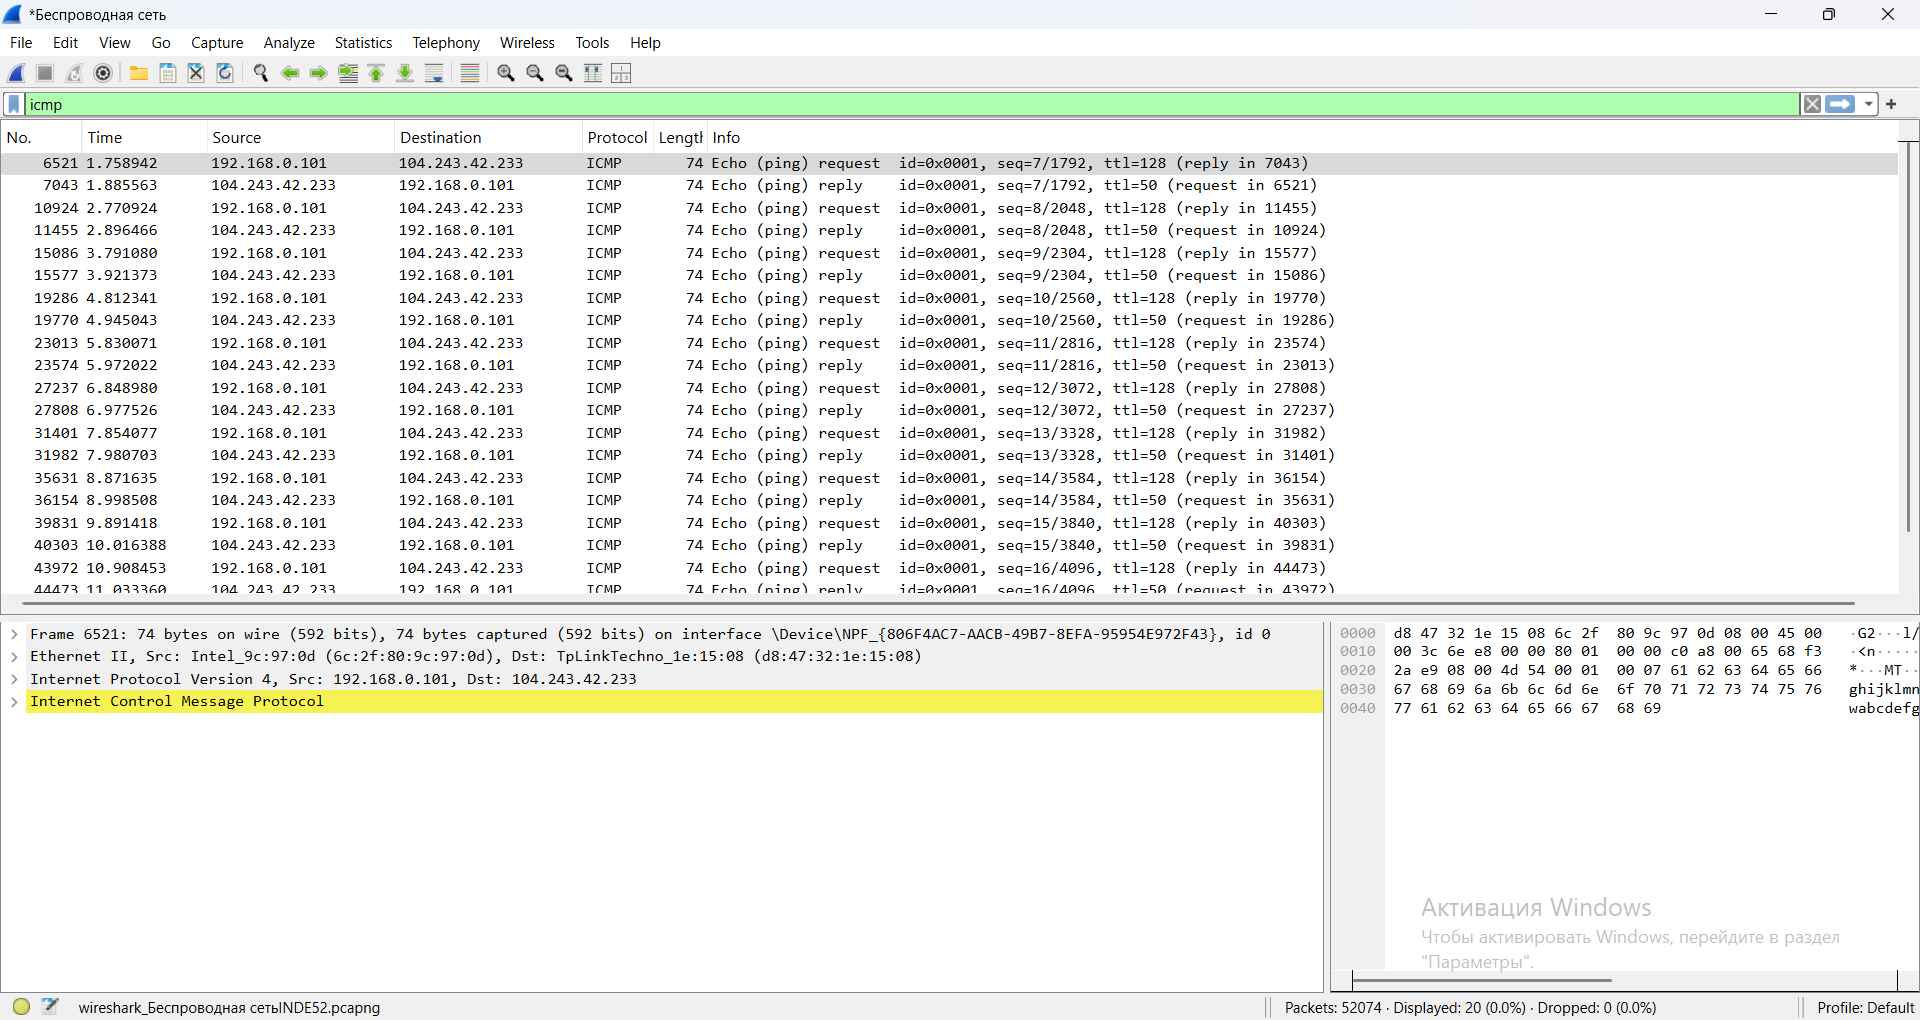 *Беспроводная сеть
File Edit View Go Capture Analyze Statistics Telephony Wireless Tools Help
icmp
No. Time Source Destination Protocol Length Info
6521 1.758942 192.168.0.101 104.243.42.233 ICMP 74 Echo (ping) request id=0x0001, seq=7/1792, ttl=128 (reply in 7043)
7043 1.885563 104.243.42.233 192.168.0.101 ICMP 74 Echo (ping) reply id=0x0001, seq=7/1792, ttl=50 (request in 6521)
10924 2.770924 192.168.0.101 104.243.42.233 ICMP 74 Echo (ping) request id=0x0001, seq=8/2048, ttl=128 (reply in 11455)
11455 2.896466 104.243.42.233 192.168.0.101 ICMP 74 Echo (ping) reply id=0x0001, seq=8/2048, ttl=50 (request in 10924)
15086 3.791080 192.168.0.101 104.243.42.233 ICMP 74 Echo (ping) request id=0x0001, seq=9/2304, ttl=128 (reply in 15577)
15577 3.921373 104.243.42.233 192.168.0.101 ICMP 74 Echo (ping) reply id=0x0001, seq=9/2304, ttl=50 (request in 15086)
19286 4.812341 192.168.0.101 104.243.42.233 ICMP 74 Echo (ping) request id=0x0001, seq=10/2560, ttl=128 (reply in 19770)
19770 4.945043 104.243.42.233 192.168.0.101 ICMP 74 Echo (ping) reply id=0x0001, seq=10/2560, ttl=50 (request in 19286)
23013 5.830071 192.168.0.101 104.243.42.233 ICMP 74 Echo (ping) request id=0x0001, seq=11/2816, ttl=128 (reply in 23574)
23574 5.972022 104.243.42.233 192.168.0.101 ICMP 74 Echo (ping) reply id=0x0001, seq=11/2816, ttl=50 (request in 23013)
27237 6.848980 192.168.0.101 104.243.42.233 ICMP 74 Echo (ping) request id=0x0001, seq=12/3072, ttl=128 (reply in 27808)
27808 6.977526 104.243.42.233 192.168.0.101 ICMP 74 Echo (ping) reply id=0x0001, seq=12/3072, ttl=50 (request in 27237)
31401 7.854077 192.168.0.101 104.243.42.233 ICMP 74 Echo (ping) request id=0x0001, seq=13/3328, ttl=128 (reply in 31982)
31982 7.980703 104.243.42.233 192.168.0.101 ICMP 74 Echo (ping) reply id=0x0001, seq=13/3328, ttl=50 (request in 31401)
35631 8.871635 192.168.0.101 104.243.42.233 ICMP 74 Echo (ping) request id=0x0001, seq=14/3584, ttl=128 (reply in 36154)
36154 8.998508 104.243.42.233 192.168.0.101 ICMP 74 Echo (ping) reply id=0x0001, seq=14/3584, ttl=50 (request in 35631)
39831 9.891418 192.168.0.101 104.243.42.233 ICMP 74 Echo (ping) request id=0x0001, seq=15/3840, ttl=128 (reply in 40303)
40303 10.016388 104.243.42.233 192.168.0.101 ICMP 74 Echo (ping) reply id=0x0001, seq=15/3840, ttl=50 (request in 39831)
43972 10.908453 192.168.0.101 104.243.42.233 ICMP 74 Echo (ping) request id=0x0001, seq=16/4096, ttl=128 (reply in 44473)
44473 11.033360 104.243.42.233 192.168.0.101 ICMP 74 Echo (ping) reply id=0x0001, seq=16/4096, ttl=50 (request in 43972)
Frame 6521: 74 bytes on wire (592 bits), 74 bytes captured (592 bits) on interface \Device\NPF_{806F4AC7-AACB-49B7-8EFA-95954E972F43}, id 0
Ethernet II, Src: Intel_9c:97:0d (6c:2f:80:9c:97:0d), Dst: TpLinkTechno_1e:15:08 (d8:47:32:1e:15:08)
Internet Protocol Version 4, Src: 192.168.0.101, Dst: 104.243.42.233
Internet Control Message Protocol
0000 d8 47 32 1e 15 08 6c 2f 80 9c 97 0d 08 00 45 00 ·G2···l/
0010 00 3c 6e e8 00 00 80 01 00 00 c0 a8 00 65 68 f3 ·<n·····
0020 2a e9 08 00 4d 54 00 01 00 07 61 62 63 64 65 66 *···MT··
0030 67 68 69 6a 6b 6c 6d 6e 6f 70 71 72 73 74 75 76 ghijklmn
0040 77 61 62 63 64 65 66 67 68 69 wabcdefg
Активация Windows
Чтобы активировать Windows, перейдите в раздел
"Параметры".
wireshark_Беспроводная сетьINDE52.pcapng
Packets: 52074 · Displayed: 20 (0.0%) · Dropped: 0 (0.0%)
Profile: Default